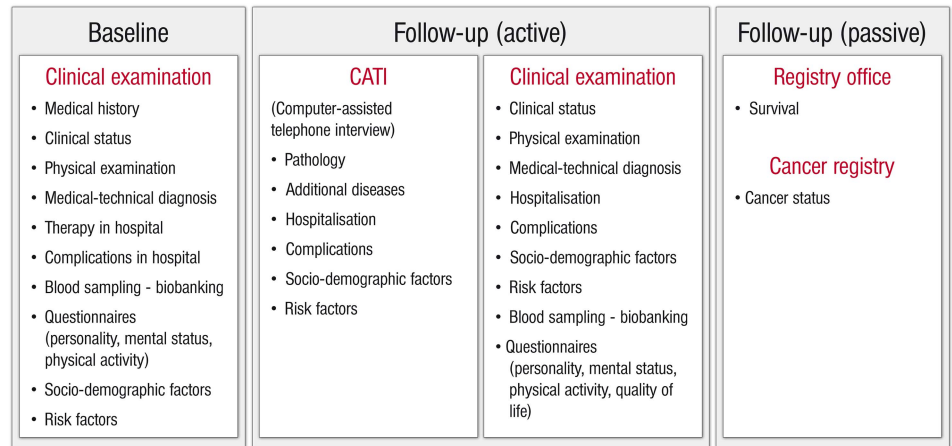 Baseline
Clinical examination
• Medical history
• Clinical status
• Physical examination
• Medical-technical diagnosis
• Therapy in hospital
• Complications in hospital
• Blood sampling - biobanking
• Questionnaires
(personality, mental status,
physical activity)
• Socio-demographic factors
• Risk factors
Follow-up (active)
CATI
(Computer-assisted
telephone interview)
• Pathology
• Additional diseases
• Hospitalisation
• Complications
• Socio-demographic factors
• Risk factors
Clinical examination
• Clinical status
• Physical examination
• Medical-technical diagnosis
• Hospitalisation
• Complications
• Socio-demographic factors
• Risk factors
• Blood sampling - biobanking
• Questionnaires
(personality, mental status,
physical activity, quality of
life)
Follow-up (passive)
Registry office
• Survival
Cancer registry
• Cancer status